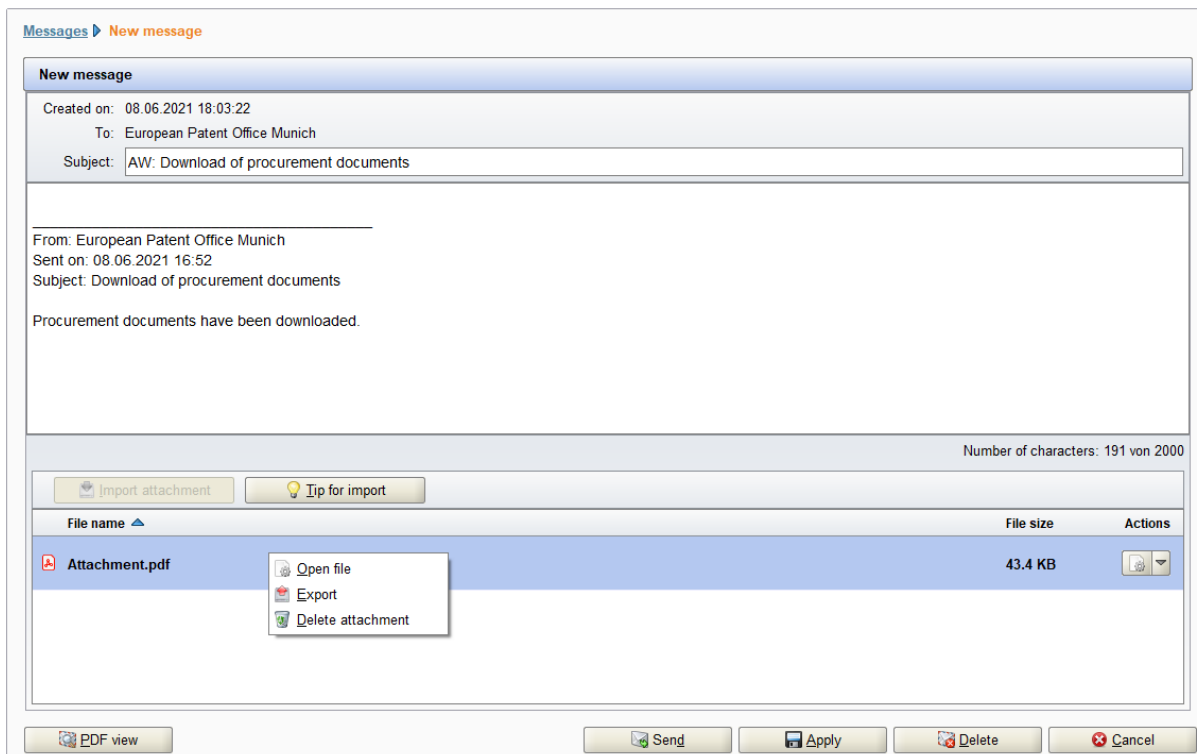 Messages New message
New message
Created on: 08.06.2021 18:03:22
To: European Patent Office Munich
Subject: AW: Download of procurement documents
From: European Patent Office Munich
Sent on: 08.06.2021 16:52
Subject: Download of procurement documents
Procurement documents have been downloaded.
Number of characters: 191 von 2000
Import attachment Tip for import
File name File size Actions
Attachment.pdf 43.4 KB
Open file
Export
Delete attachment
PDF view Send Apply Delete Cancel